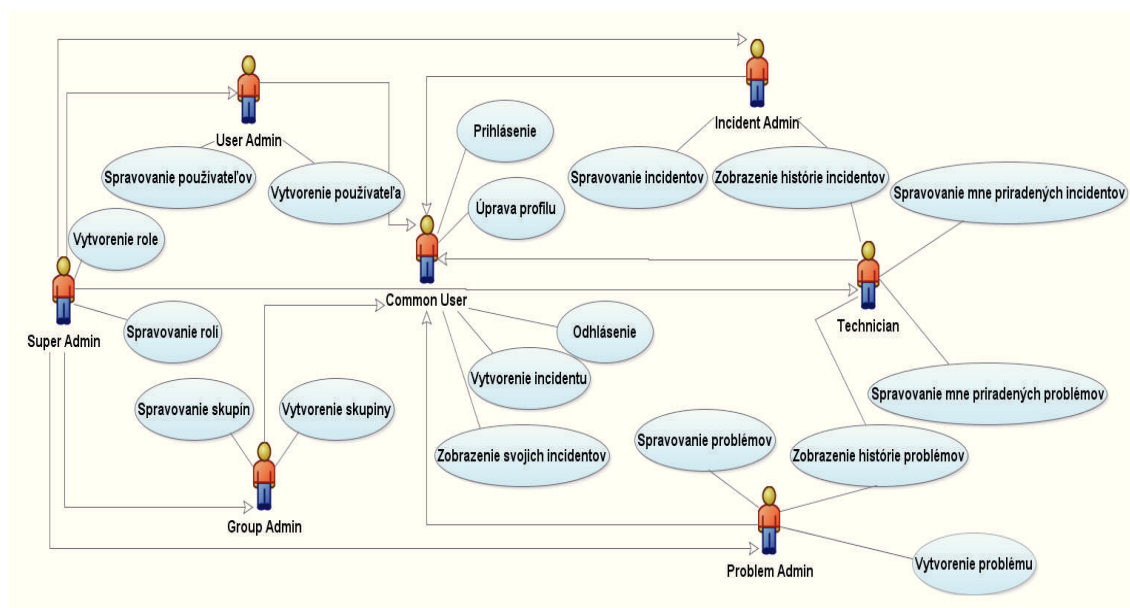 User Admin
Incident Admin
Prihlásenie
Spravovanie používateľov
Vytvorenie používateľa
Spravovanie incidentov
Zobrazenie histórie incidentov
Spravovanie mne priradených incidentov
Úprava profilu
Vytvorenie role
Common User
Technician
Super Admin
Spravovanie rolí
Odhlásenie
Vytvorenie incidentu
Spravovanie mne priradených problémov
Spravovanie skupín
Vytvorenie skupiny
Spravovanie problémov
Zobrazenie svojich incidentov
Zobrazenie histórie problémov
Group Admin
Problem Admin
Vytvorenie problému